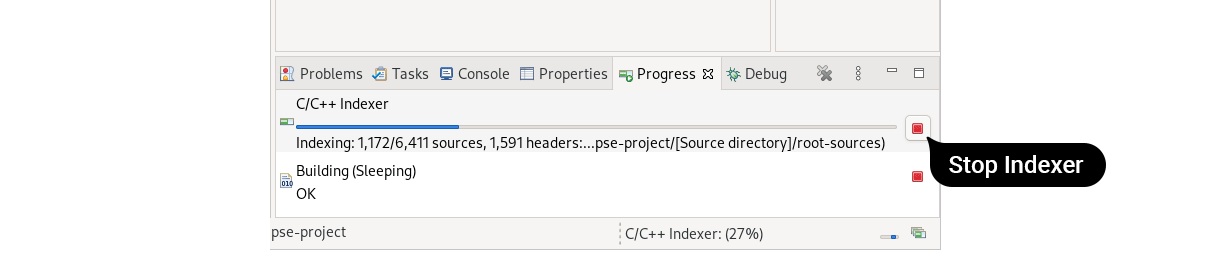 Problems Tasks Console Properties Progress Debug
C/C++ Indexer
Indexing: 1,172/6,411 sources, 1,591 headers:...pse-project/[Source directory]/root-sources)
Stop Indexer
Building (Sleeping)
010
OK
pse-project C/C++ Indexer: (27%)